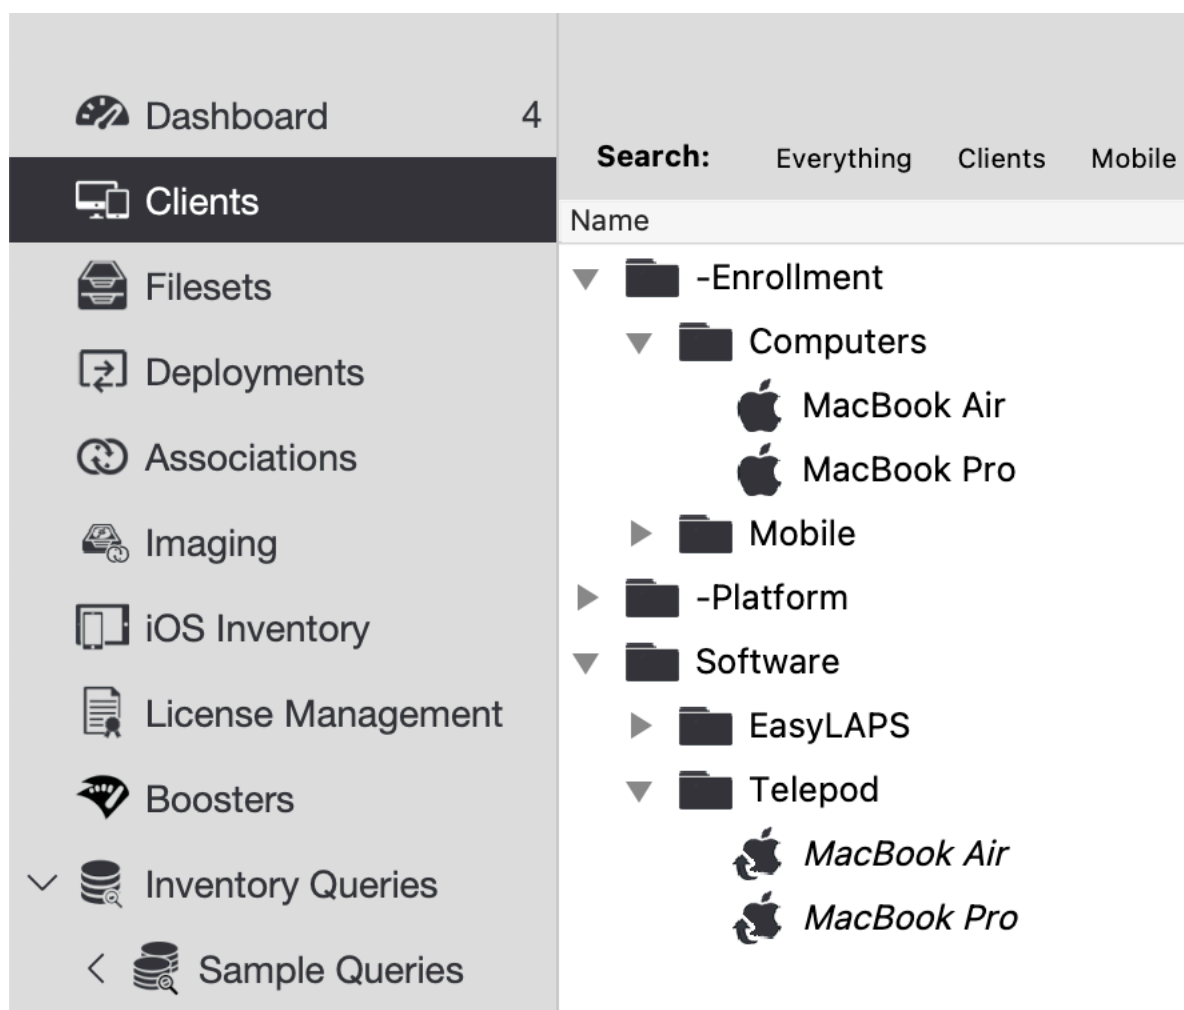 Dashboard 4
Clients
Filesets
Deployments
Associations
Imaging
iOS Inventory
License Management
Boosters
Inventory Queries
Sample Queries
Search: Everything Clients Mobile
Name
-Enrollment
Computers
MacBook Air
MacBook Pro
Mobile
-Platform
Software
EasyLAPS
Telepod
MacBook Air
MacBook Pro